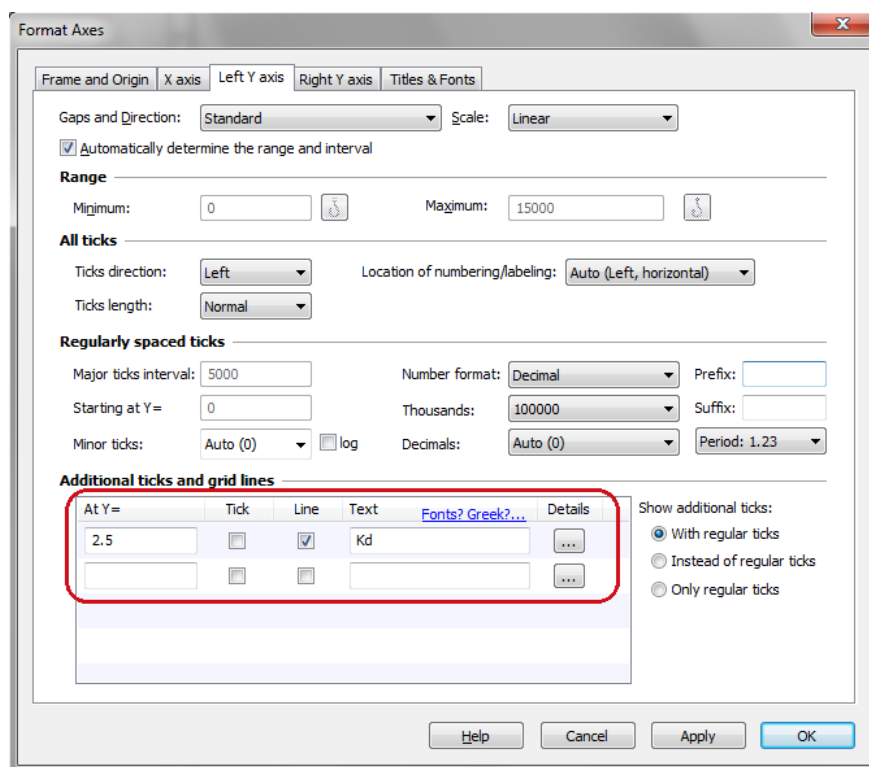 Format Axes
X
Frame and Origin X axis Left Y axis Right Y axis Titles & Fonts
Gaps and Direction: Standard Scale: Linear
Automatically determine the range and interval
Range
Minimum: 0 Maximum: 15000
All ticks
Ticks direction: Left Location of numbering/labeling: Auto (Left, horizontal)
Ticks length: Normal
Regularly spaced ticks
Major ticks interval: 5000 Number format: Decimal Prefix:
Starting at Y= 0 Thousands: 100000 Suffix:
Minor ticks: Auto (0) log Decimals: Auto (0) Period: 1.23
Additional ticks and grid lines
At Y= Tick Line Text Fonts? Greek?... Details Show additional ticks:
2.5 Kd ... With regular ticks
... Instead of regular ticks
Only regular ticks
Help Cancel Apply OK